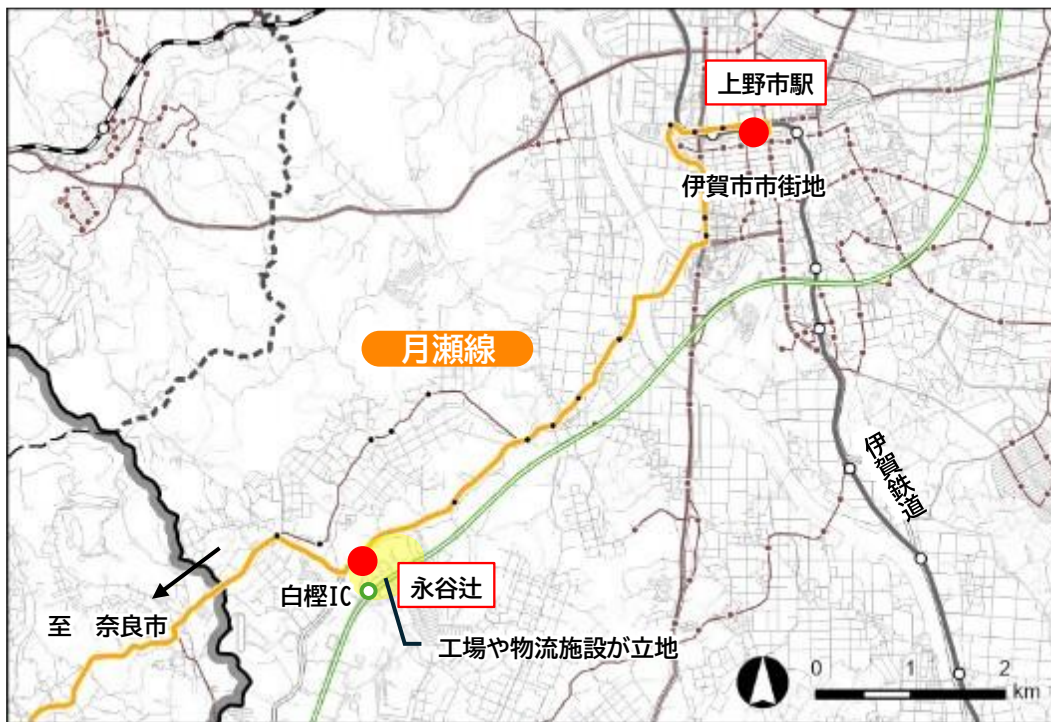 上野市駅
伊賀市市街地
月瀬線
伊賀鉄道
白樫IC
永谷辻
至 奈良市
工場や物流施設が立地
0 1 2
km